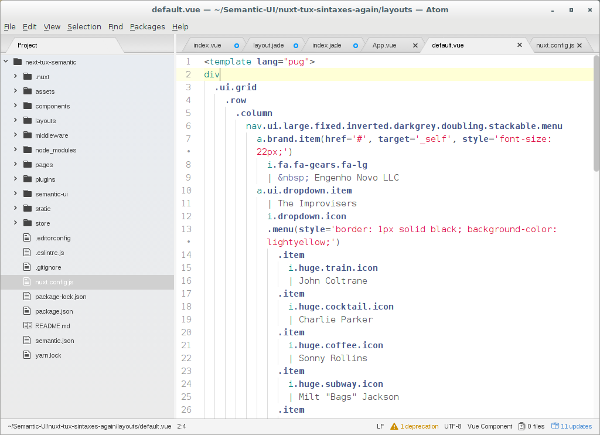 default.vue — ~/Semantic-UI/nuxt-tux-sintaxes-again/layouts — Atom
File Edit View Selection Find Packages Help
Project
index.vue layout.jade index.jade App.vue default.vue nuxt.config.js
next-tux-semantic
.nuxt
assets
components
layouts
middleware
node_modules
pages
plugins
semantic-ui
static
store
.editorconfig
.eslintrc.js
.gitignore
nuxt.config.js
package-lock.json
package.json
README.md
semantic.json
yarn.lock
1 <template lang='pug'>
2 div
3 .ui.grid
4 .row
5 .column
6 nav.ui.large.fixed.inverted.darkgrey.doubling.stackable.menu
7 a.brand.item(href='#', target='_self', style='font-size:
• 22px;')
8 i.fa.fa-gears.fa-lg
9 | &nbsp; Engenho Novo LLC
10 a.ui.dropdown.item
11 | The Improvisers
12 i.dropdown.icon
13 .menu(style='border: 1px solid black; background-color:
• lightyellow;')
14 .item
15 i.huge.train.icon
16 | John Coltrane
17 .item
18 i.huge.cocktail.icon
19 | Charlie Parker
20 .item
21 i.huge.coffee.icon
22 | Sonny Rollins
23 .item
24 i.huge.subway.icon
25 | Milt "Bags" Jackson
26 .item
~/Semantic-UI/nuxt-tux-sintaxes-again/layouts/default.vue 2:4 LF 1 deprecation UTF-8 Vue Component 0 files 11 updates